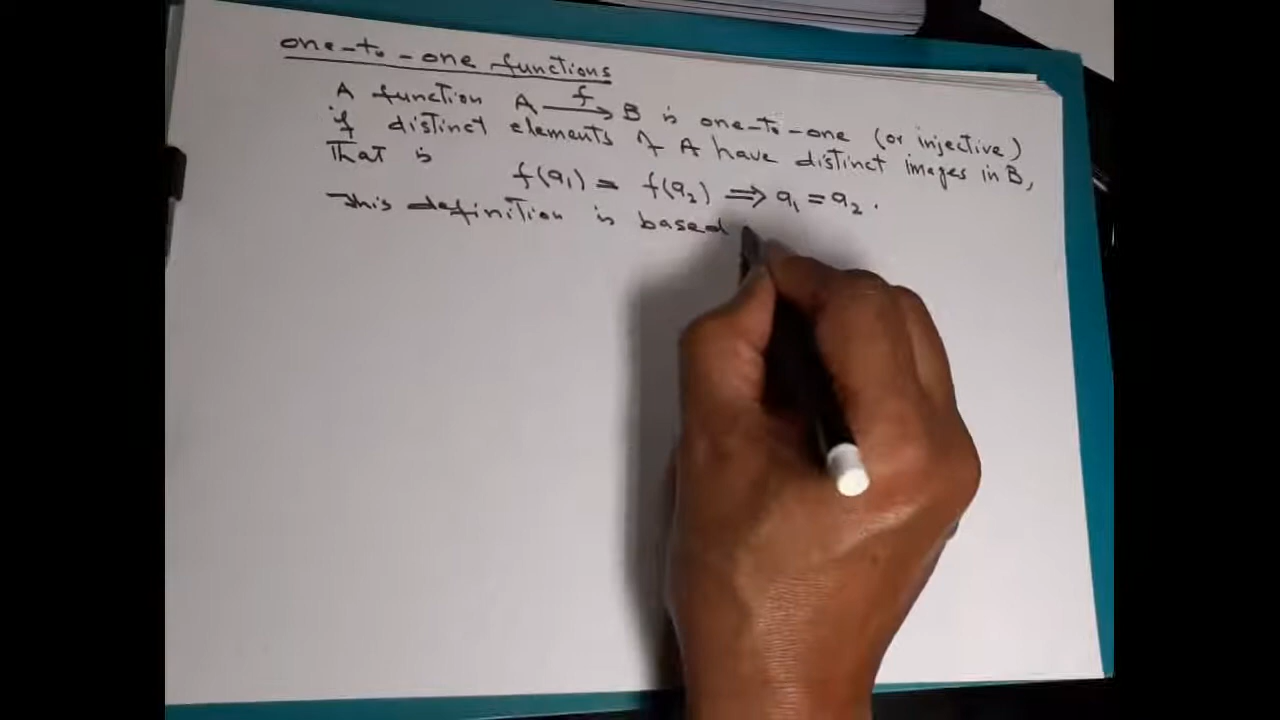 one-to-one functions
A function A —f→ B is one-to-one (or injective)
if distinct elements of A have distinct images in B,
That is
f(a₁) = f(a₂) ⟹ a₁ = a₂.
This definition is based